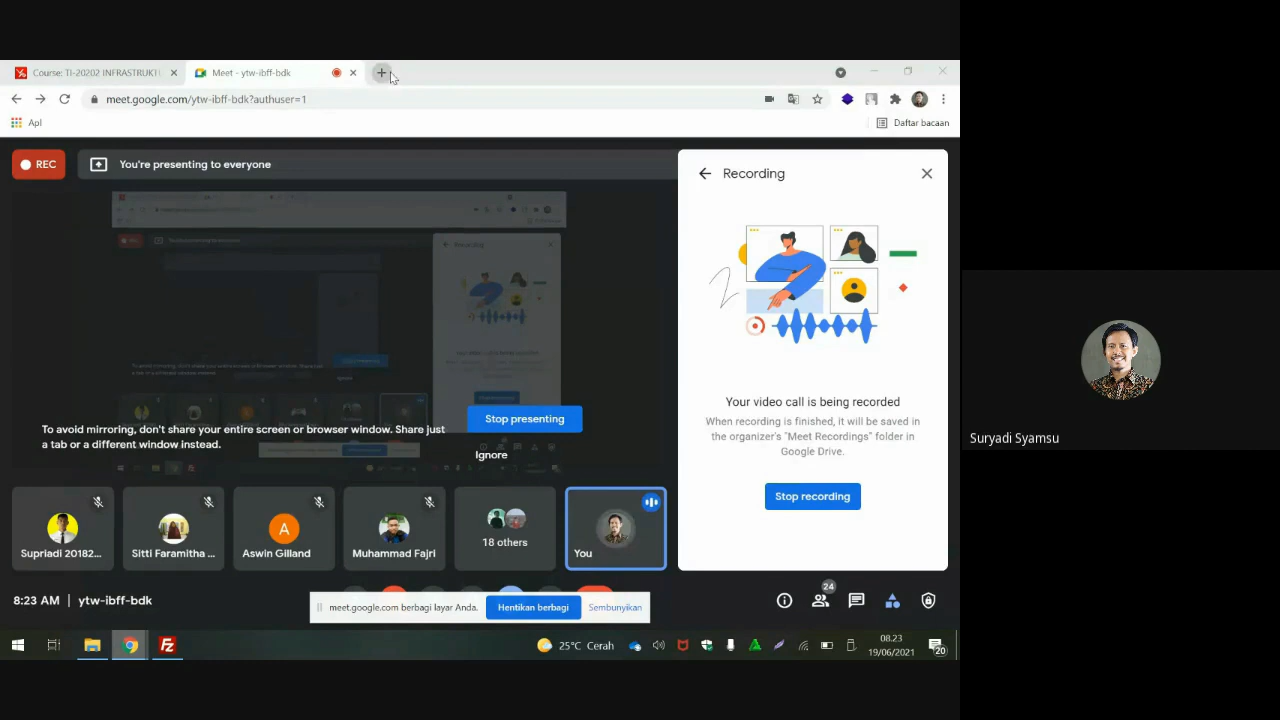 Course: TI-20202 INFRASTRUKTU
Meet - ytw-ibff-bdk
meet.google.com/ytw-ibff-bdk?authuser=1
Apl
Daftar bacaan
REC
You're presenting to everyone
Recording
To avoid mirroring, don't share your entire screen or browser window. Share just
a tab or a different window instead.
Stop presenting
Ignore
Your video call is being recorded
When recording is finished, it will be saved in
the organizer's "Meet Recordings" folder in
Google Drive.
Stop recording
Suryadi Syamsu
Supriadi 20182...
Sitti Faramitha ...
A
Aswin Gilland
Muhammad Fajri
18 others
You
8:23 AM | ytw-ibff-bdk
meet.google.com berbagi layar Anda.
Hentikan berbagi
Sembunyikan
24
Fz
25°C Cerah
08.23
19/06/2021
20